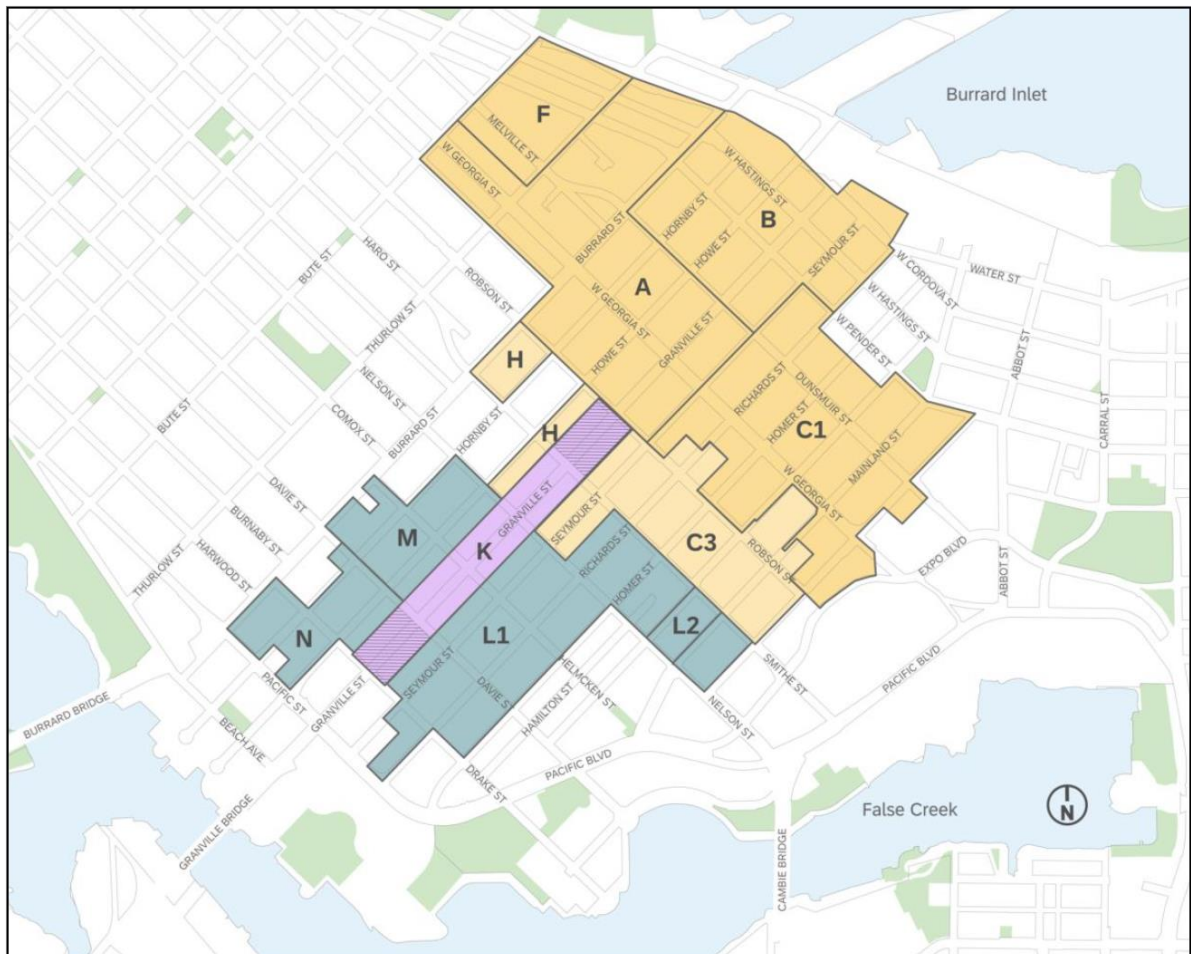 Burrard Inlet
F
MELVILLE ST
W GEORGIA ST
W HASTINGS ST
B
HORNBY ST
HOWE ST
SEYMOUR ST
BURRARD ST
HARO ST
BUTE ST
ROBSON ST
W CORDOVA ST
WATER ST
W HASTINGS ST
A
W GEORGIA ST
GRANVILLE ST
HOWE ST
W PENDER ST
ABBOT ST
THURLOW ST
H
RICHARDS ST
DUNSMUIR ST
HOMER ST
C1
MAINLAND ST
CARRAL ST
NELSON ST
BUTE ST
COMOX ST
BURRARD ST
HORNBY ST
H
W GEORGIA ST
GRANVILLE ST
SEYMOUR ST
DAVIE ST
BURNABY ST
M
K
RICHARDS ST
C3
ROBSON ST
EXPO BLVD
ABBOT ST
THURLOW ST
HARWOOD ST
HOMER ST
N
L1
L2
SEYMOUR ST
DAVIE ST
HELMCKEN ST
HAMILTON ST
SMITHE ST
PACIFIC BLVD
NELSON ST
PACIFIC ST
GRANVILLE ST
BURRARD BRIDGE
BEACH AVE
PACIFIC BLVD
DRAKE ST
GRANVILLE BRIDGE
False Creek
N
CAMBIE BRIDGE